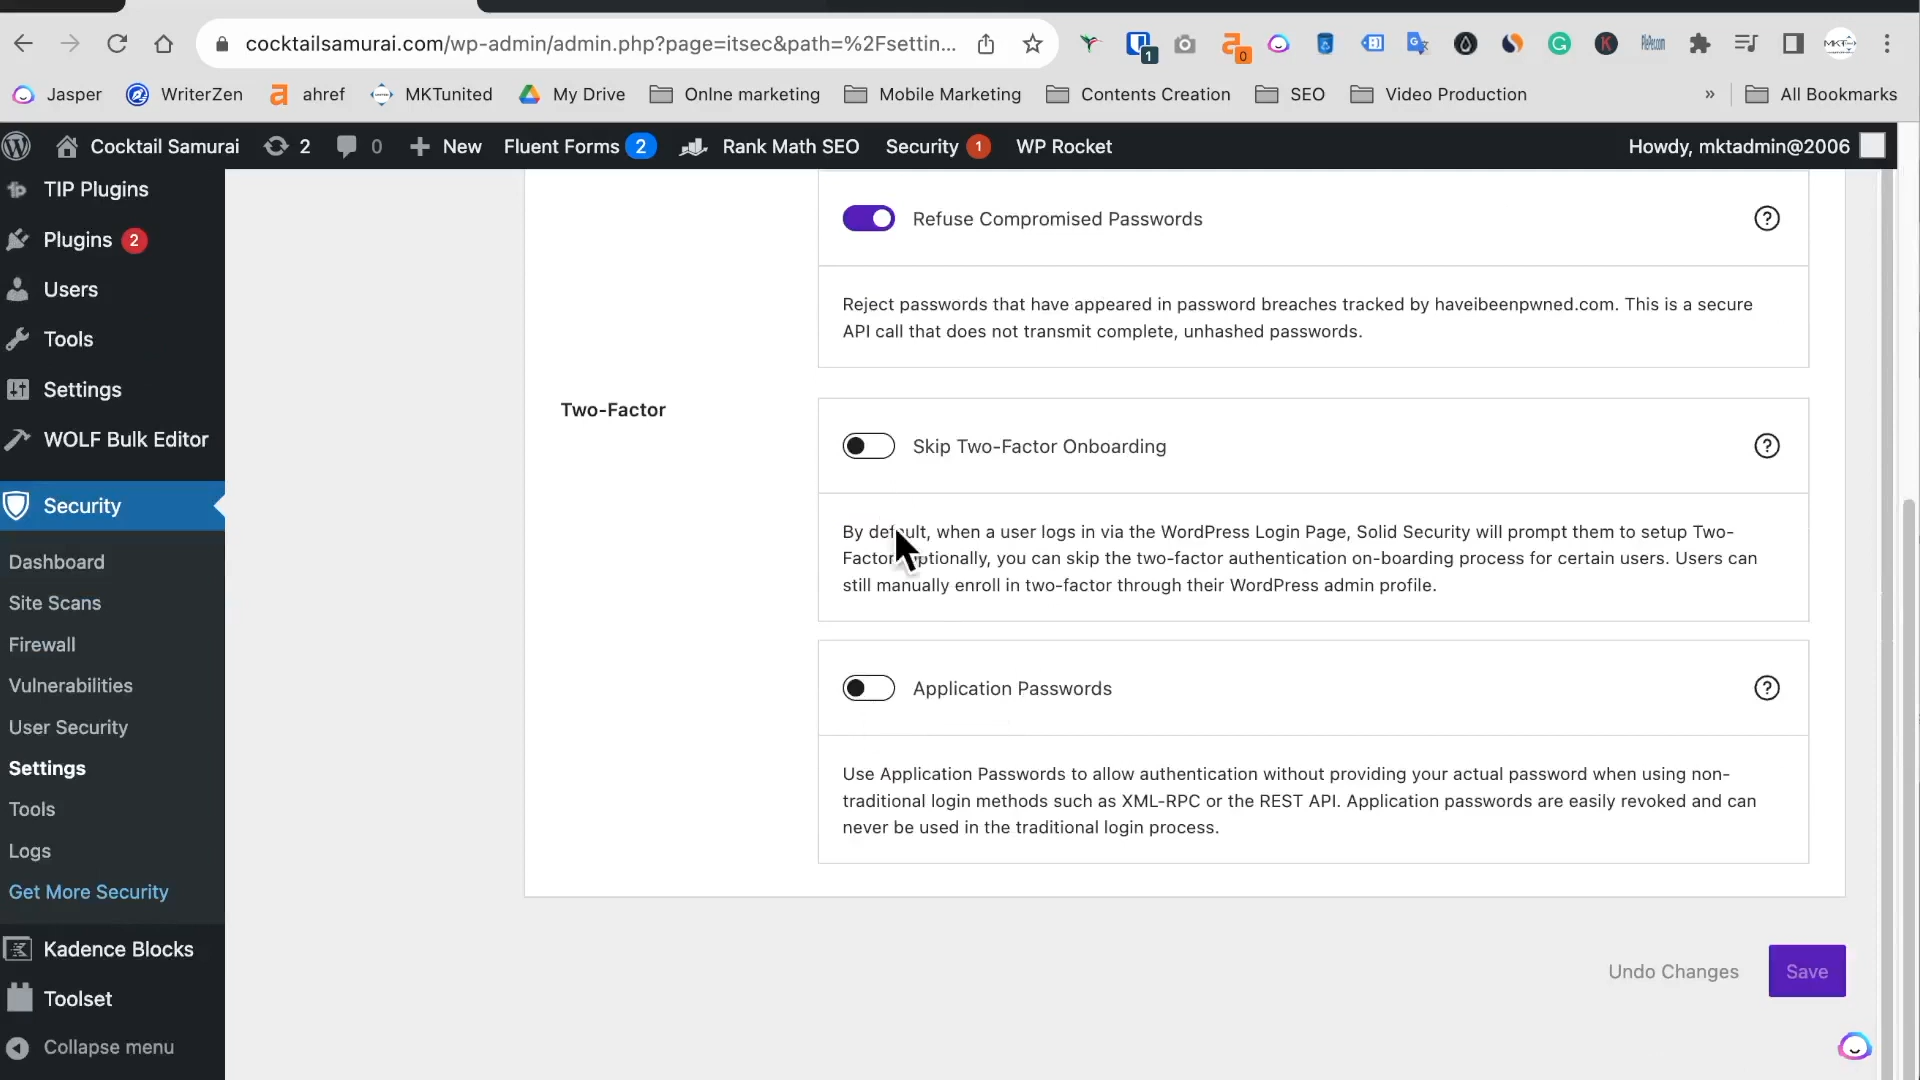 cocktailsamurai.com/wp-admin/admin.php?page=itsec&path=%2Fsettin...
1
0
Jasper
WriterZen
ahref
MKTunited
My Drive
Onlne marketing
Mobile Marketing
Contents Creation
SEO
Video Production
»
All Bookmarks
Cocktail Samurai
2
0
New
Fluent Forms 2
Rank Math SEO
Security 1
WP Rocket
Howdy, mktadmin@2006
TIP Plugins
Plugins 2
Users
Tools
Settings
WOLF Bulk Editor
Security
Dashboard
Site Scans
Firewall
Vulnerabilities
User Security
Settings
Tools
Logs
Get More Security
Kadence Blocks
Toolset
Collapse menu
Refuse Compromised Passwords
Reject passwords that have appeared in password breaches tracked by haveibeenpwned.com. This is a secure
API call that does not transmit complete, unhashed passwords.
Two-Factor
Skip Two-Factor Onboarding
By default, when a user logs in via the WordPress Login Page, Solid Security will prompt them to setup Two-
Factor ptionally, you can skip the two-factor authentication on-boarding process for certain users. Users can
still manually enroll in two-factor through their WordPress admin profile.
Application Passwords
Use Application Passwords to allow authentication without providing your actual password when using non-
traditional login methods such as XML-RPC or the REST API. Application passwords are easily revoked and can
never be used in the traditional login process.
Undo Changes
Save